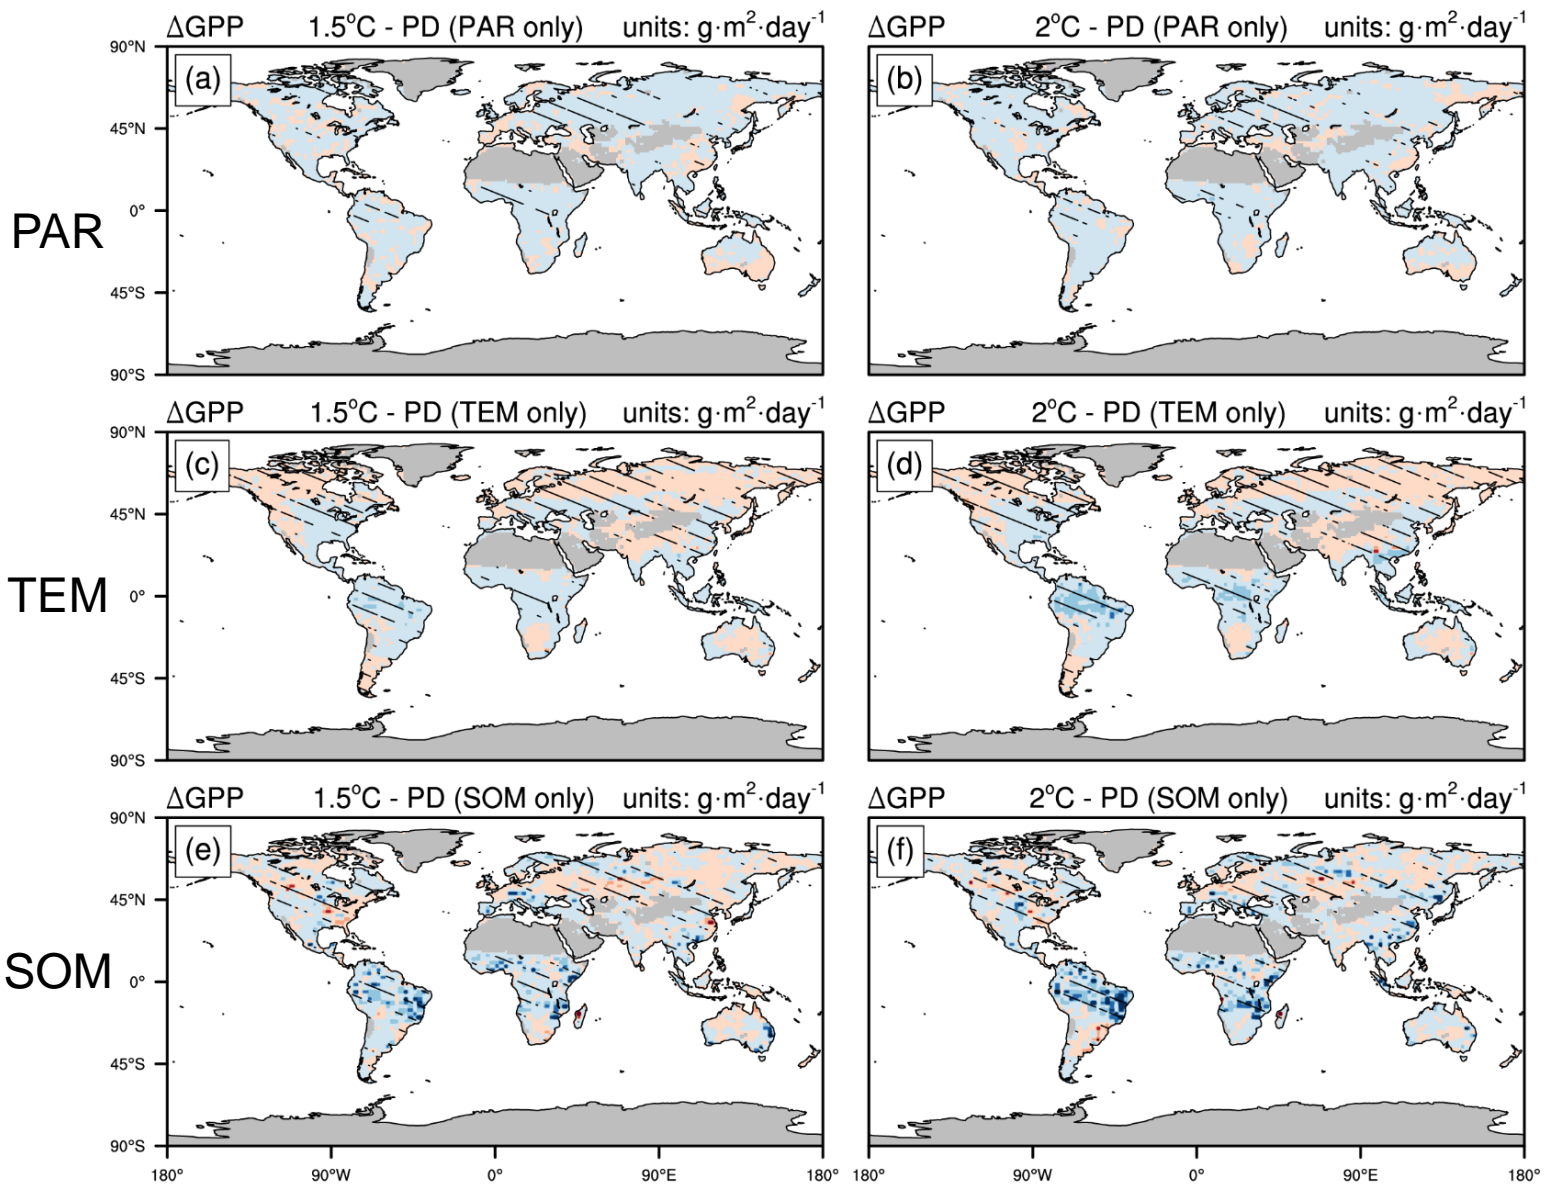 ΔGPP 1.5°C - PD (PAR only) units: g·m²·day⁻¹
ΔGPP 2°C - PD (PAR only) units: g·m²·day⁻¹
90°N
(a)
(b)
45°N
0°
PAR
45°S
90°S
ΔGPP 1.5°C - PD (TEM only) units: g·m²·day⁻¹
ΔGPP 2°C - PD (TEM only) units: g·m²·day⁻¹
90°N
(c)
(d)
45°N
TEM
0°
45°S
90°S
ΔGPP 1.5°C - PD (SOM only) units: g·m²·day⁻¹
ΔGPP 2°C - PD (SOM only) units: g·m²·day⁻¹
90°N
(e)
(f)
45°N
SOM
0°
45°S
90°S
180° 90°W 0° 90°E 180°
180° 90°W 0° 90°E 180°